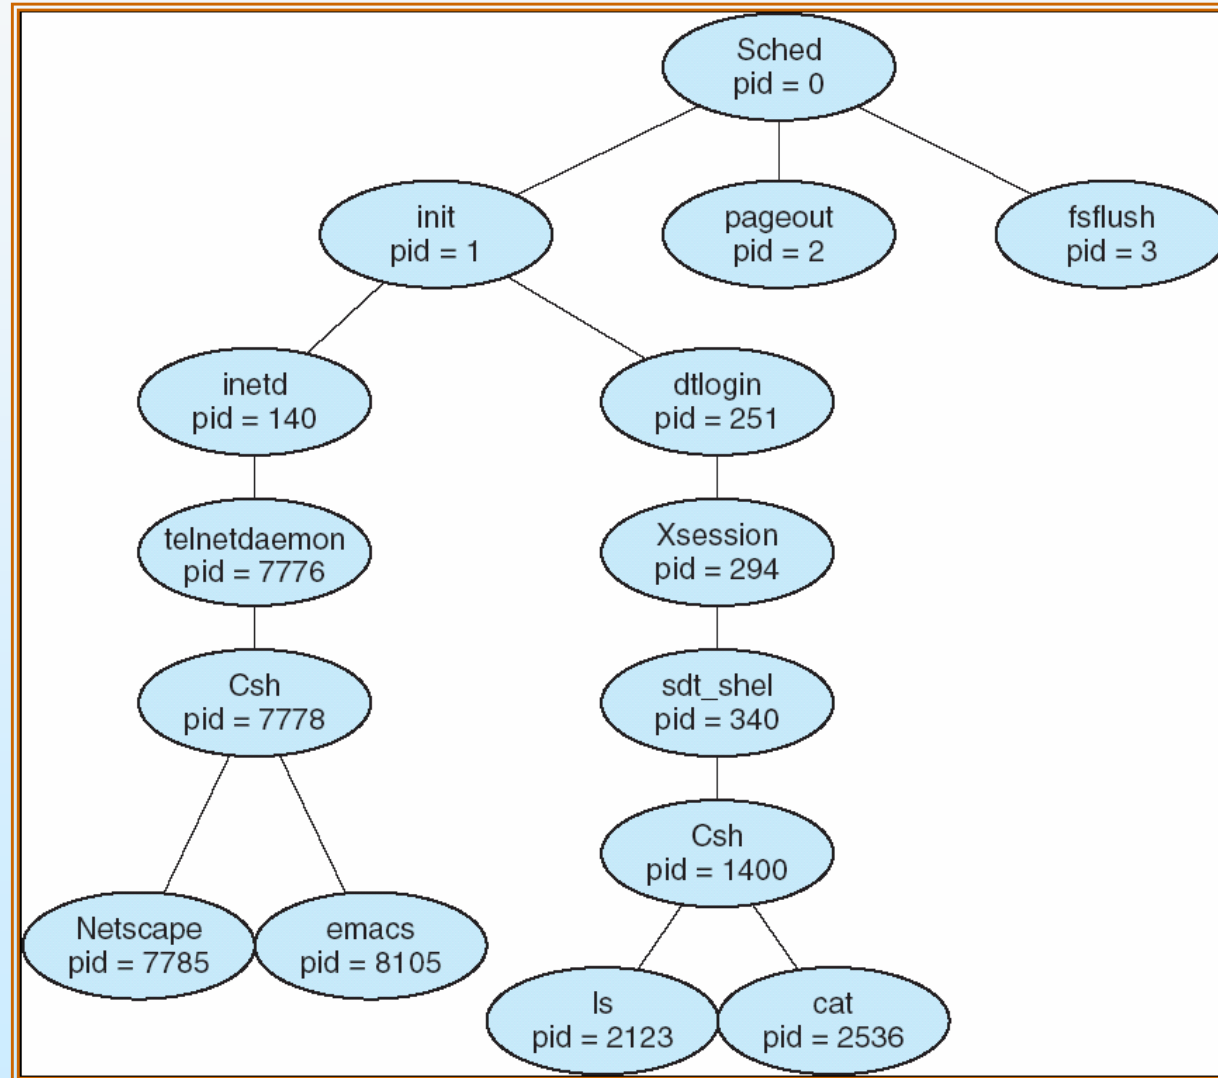 Sched
pid = 0
init
pid = 1
pageout
pid = 2
fsflush
pid = 3
inetd
pid = 140
dtlogin
pid = 251
telnetdaemon
pid = 7776
Xsession
pid = 294
Csh
pid = 7778
sdt_shel
pid = 340
Csh
pid = 1400
Netscape
pid = 7785
emacs
pid = 8105
ls
pid = 2123
cat
pid = 2536